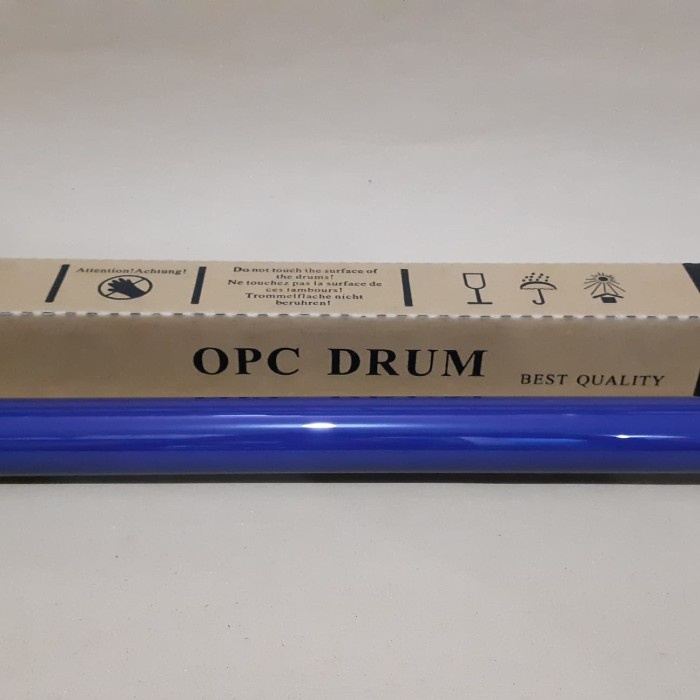 Attention!Achtung!
Do not touch the surface of
the drums!
Ne touchez pas la surface de
ces tambours!
Trommelflache nicht
beruhren!
OPC DRUM
BEST QUALITY